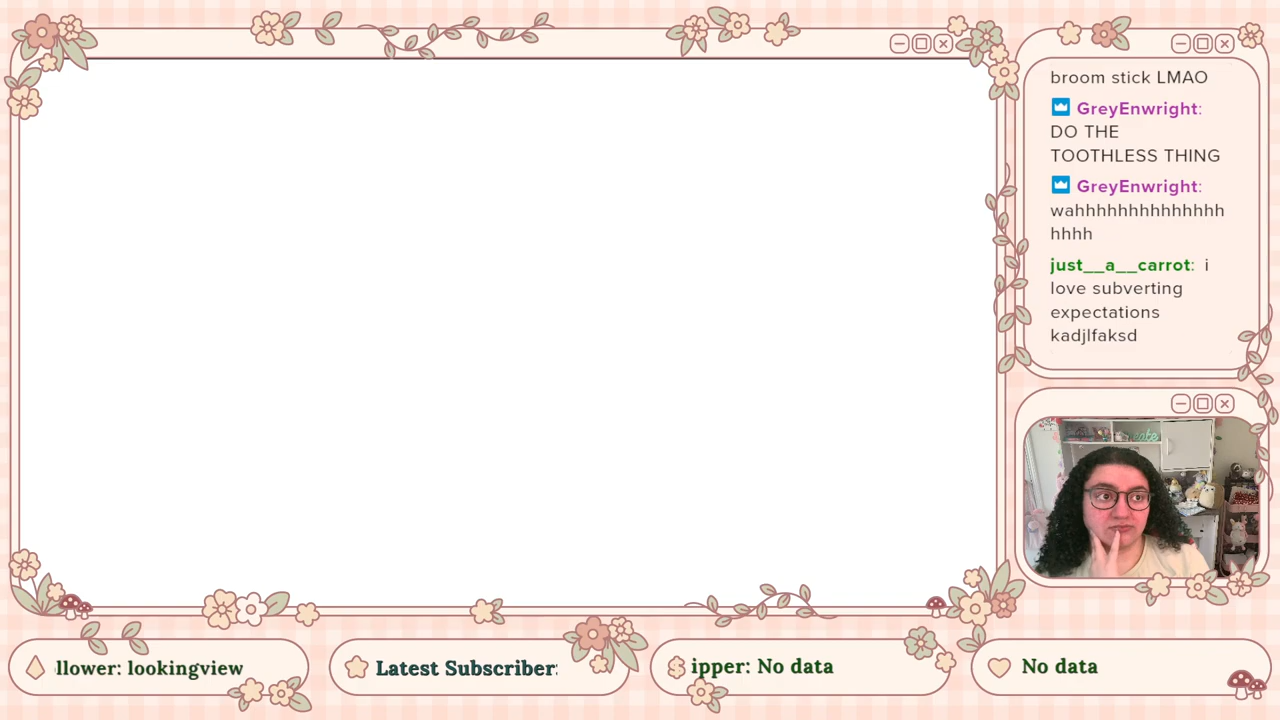 broom stick LMAO
GreyEnwright:
DO THE
TOOTHLESS THING
GreyEnwright:
wahhhhhhhhhhhhhh
hhhh
just__a__carrot: i
love subverting
expectations
kadjlfaksd
create
llower: lookingview
Latest Subscriber:
ipper: No data
No data